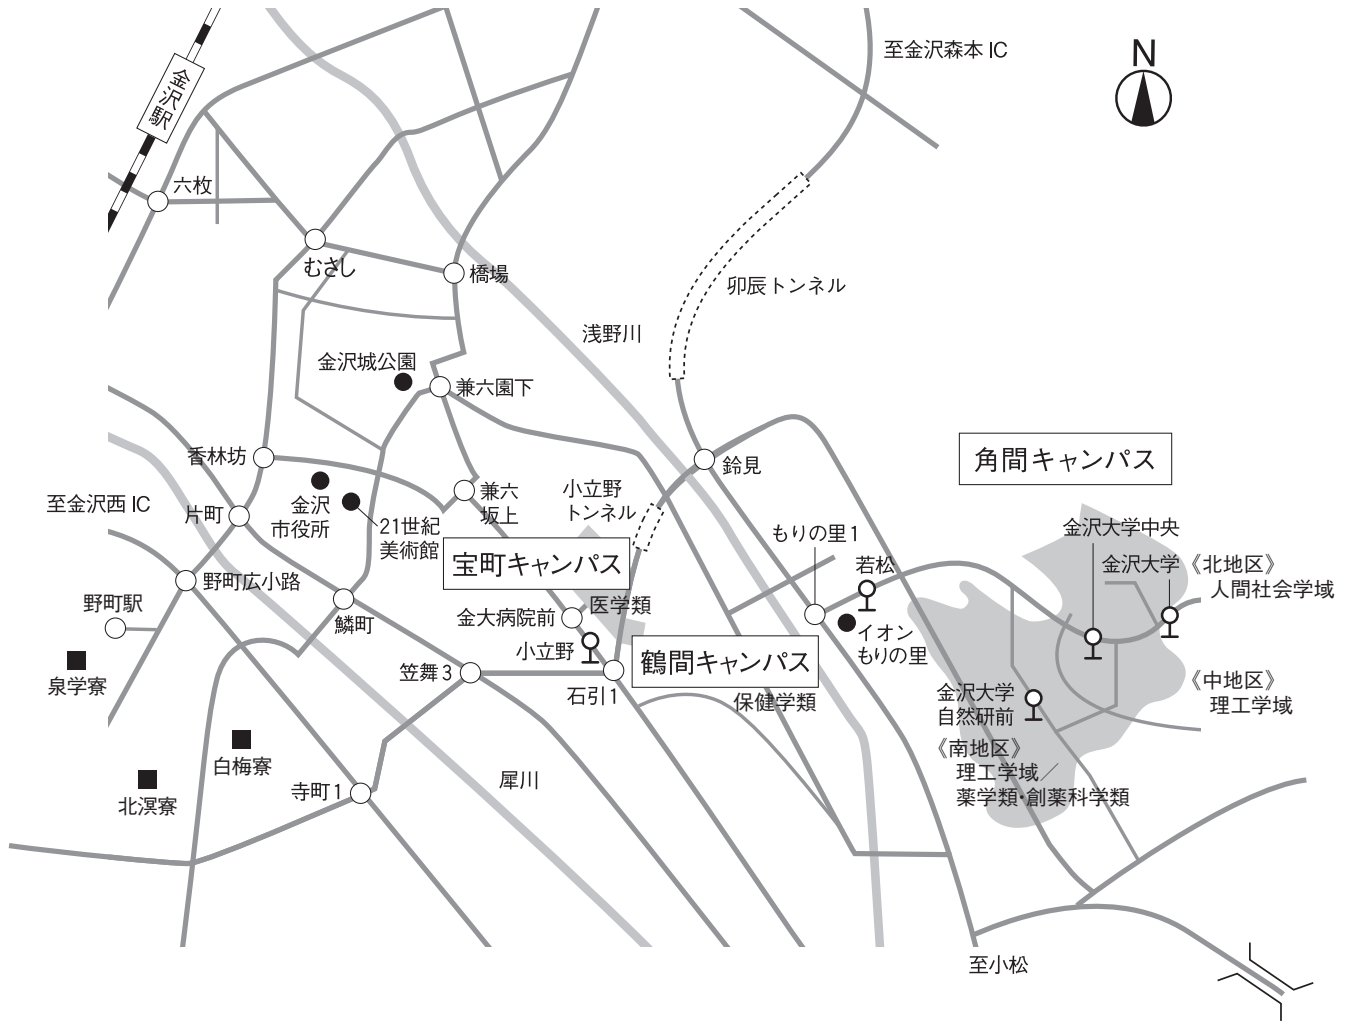 至金沢森本 IC
N
金沢駅
六枚
むさし
橋場
卯辰トンネル
浅野川
金沢城公園
兼六園下
香林坊
鈴見
角間キャンパス
至金沢西 IC
片町
金沢
市役所
21世紀
美術館
兼六
坂上
小立野
トンネル
宝町キャンパス
医学類
もりの里1
若松
金沢大学中央
金沢大学
《北地区》
人間社会学域
野町広小路
野町駅
鱗町
金大病院前
小立野
イオン
もりの里
泉学寮
笠舞3
石引1
鶴間キャンパス
保健学類
金沢大学
自然研前
《中地区》
理工学域
白梅寮
北溟寮
寺町1
犀川
《南地区》
理工学域／
薬学類・創薬科学類
至小松